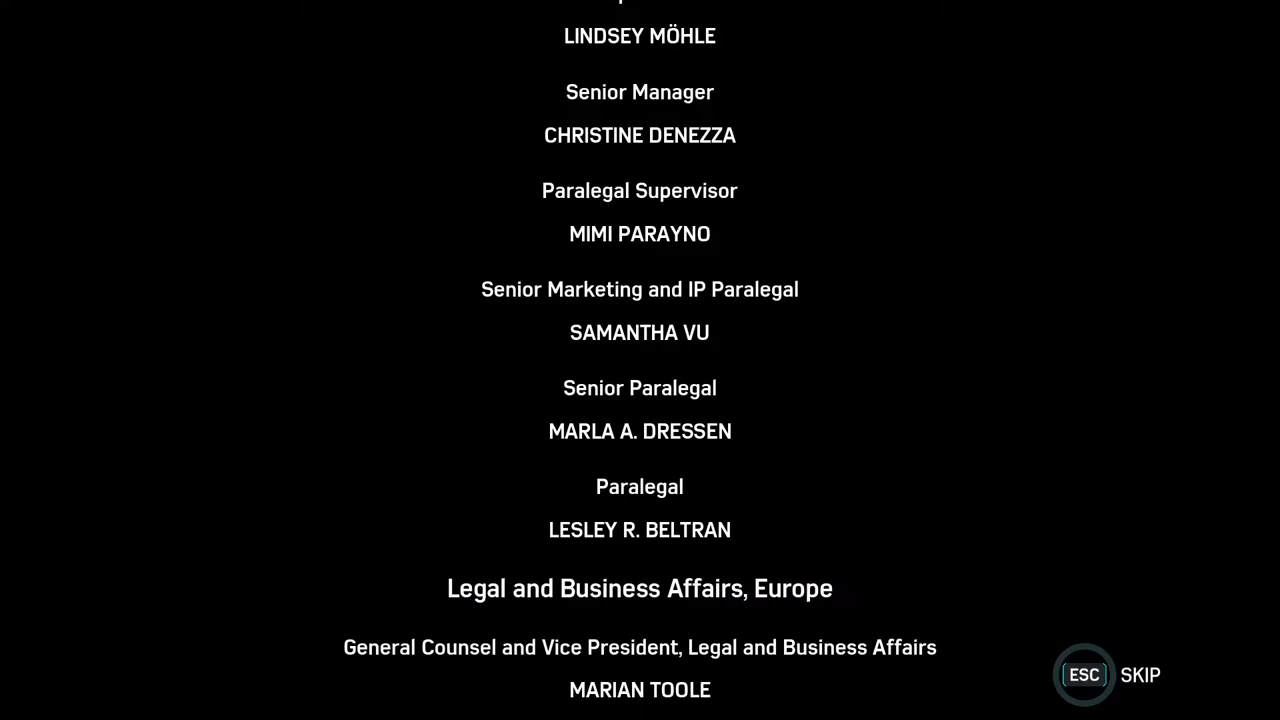 LINDSEY MÖHLE
Senior Manager
CHRISTINE DENEZZA
Paralegal Supervisor
MIMI PARAYNO
Senior Marketing and IP Paralegal
SAMANTHA VU
Senior Paralegal
MARLA A. DRESSEN
Paralegal
LESLEY R. BELTRAN
Legal and Business Affairs, Europe
General Counsel and Vice President, Legal and Business Affairs
MARIAN TOOLE
ESC SKIP